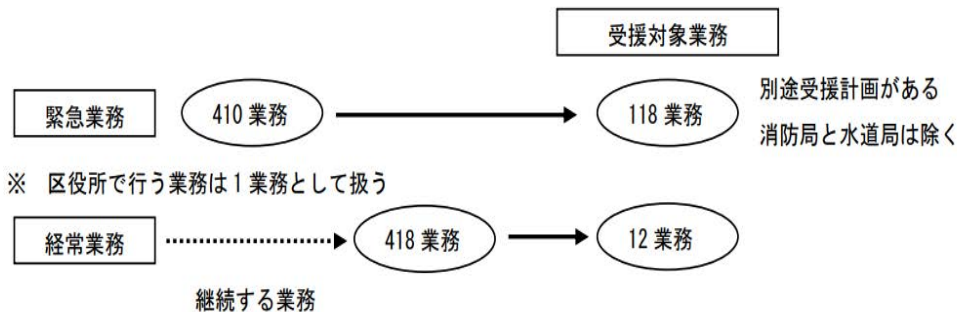 受援対象業務
緊急業務
410 業務
118 業務
別途受援計画がある
消防局と水道局は除く
※ 区役所で行う業務は1業務として扱う
経常業務
418 業務
12 業務
継続する業務